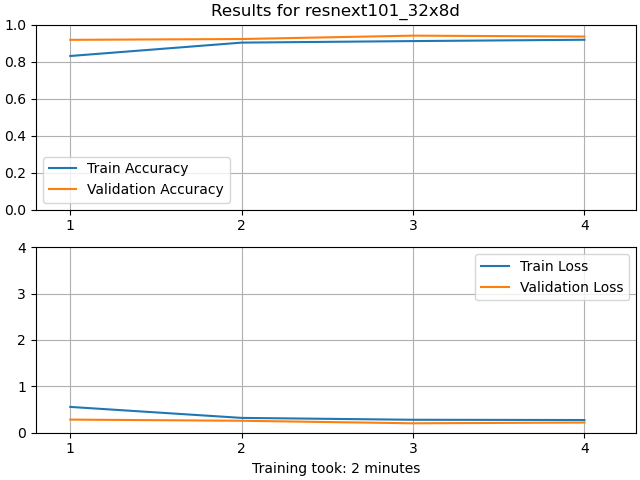 Results for resnext101_32x8d
1.0
0.8
0.6
0.4
0.2
0.0
Train Accuracy
Validation Accuracy
1 2 3 4
4
3
2
1
0
Train Loss
Validation Loss
1 2 3 4
Training took: 2 minutes